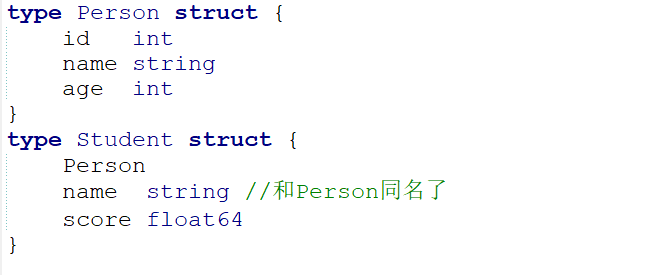 type Person struct {
    id   int
    name string
    age  int
}
type Student struct {
    Person
    name  string //和Person同名了
    score float64
}